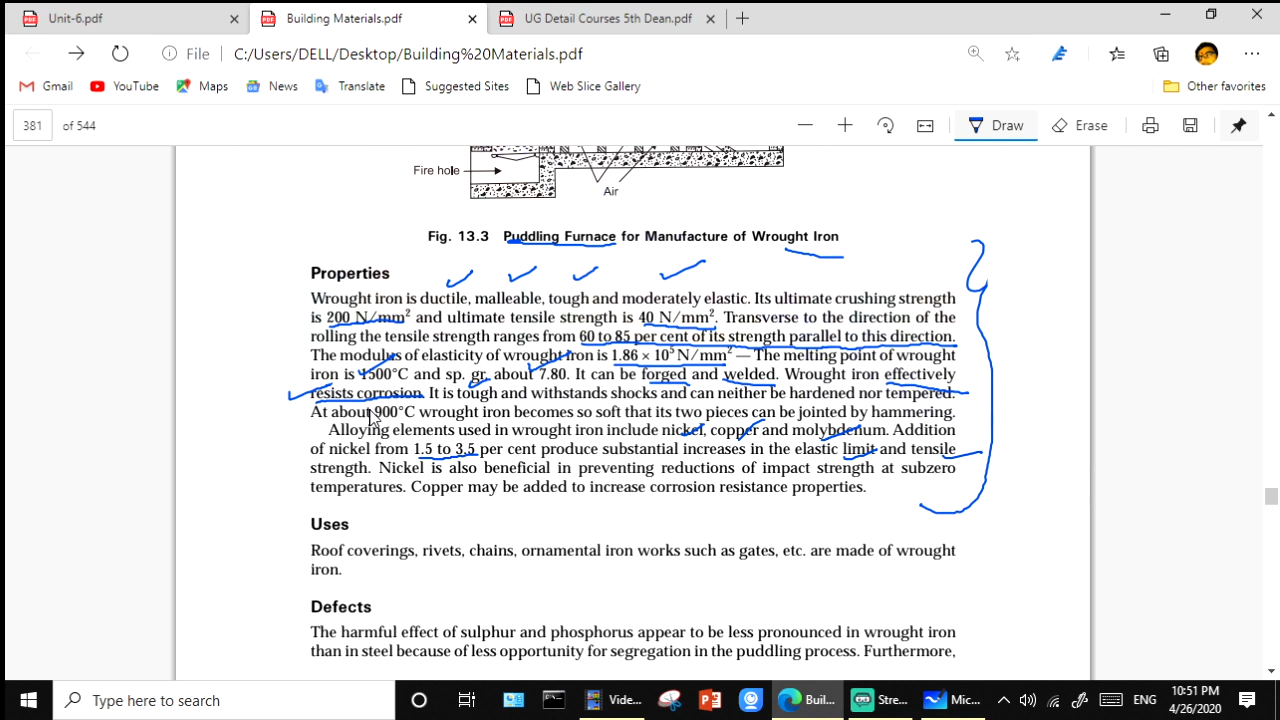 Unit-6.pdf
Building Materials.pdf
UG Detail Courses 5th Dean.pdf
File
C:/Users/DELL/Desktop/Building%20Materials.pdf
Gmail YouTube Maps News Translate Suggested Sites Web Slice Gallery Other favorites
381 of 544 Draw Erase
Fire hole
Air
Fig. 13.3 Puddling Furnace for Manufacture of Wrought Iron
Properties
Wrought iron is ductile, malleable, tough and moderately elastic. Its ultimate crushing strength
is 200 N/mm² and ultimate tensile strength is 40 N/mm². Transverse to the direction of the
rolling the tensile strength ranges from 60 to 85 per cent of its strength parallel to this direction.
The modulus of elasticity of wrought iron is 1.86 × 10⁵ N/mm² — The melting point of wrought
iron is 1500°C and sp. gr. about 7.80. It can be forged and welded. Wrought iron effectively
resists corrosion. It is tough and withstands shocks and can neither be hardened nor tempered.
At about 900°C wrought iron becomes so soft that its two pieces can be jointed by hammering.
Alloying elements used in wrought iron include nickel, copper and molybdenum. Addition
of nickel from 1.5 to 3.5 per cent produce substantial increases in the elastic limit and tensile
strength. Nickel is also beneficial in preventing reductions of impact strength at subzero
temperatures. Copper may be added to increase corrosion resistance properties.
Uses
Roof coverings, rivets, chains, ornamental iron works such as gates, etc. are made of wrought
iron.
Defects
The harmful effect of sulphur and phosphorus appear to be less pronounced in wrought iron
than in steel because of less opportunity for segregation in the puddling process. Furthermore,
Type here to search
Vide...
Buil...
Stre...
Mic...
ENG
10:51 PM
4/26/2020